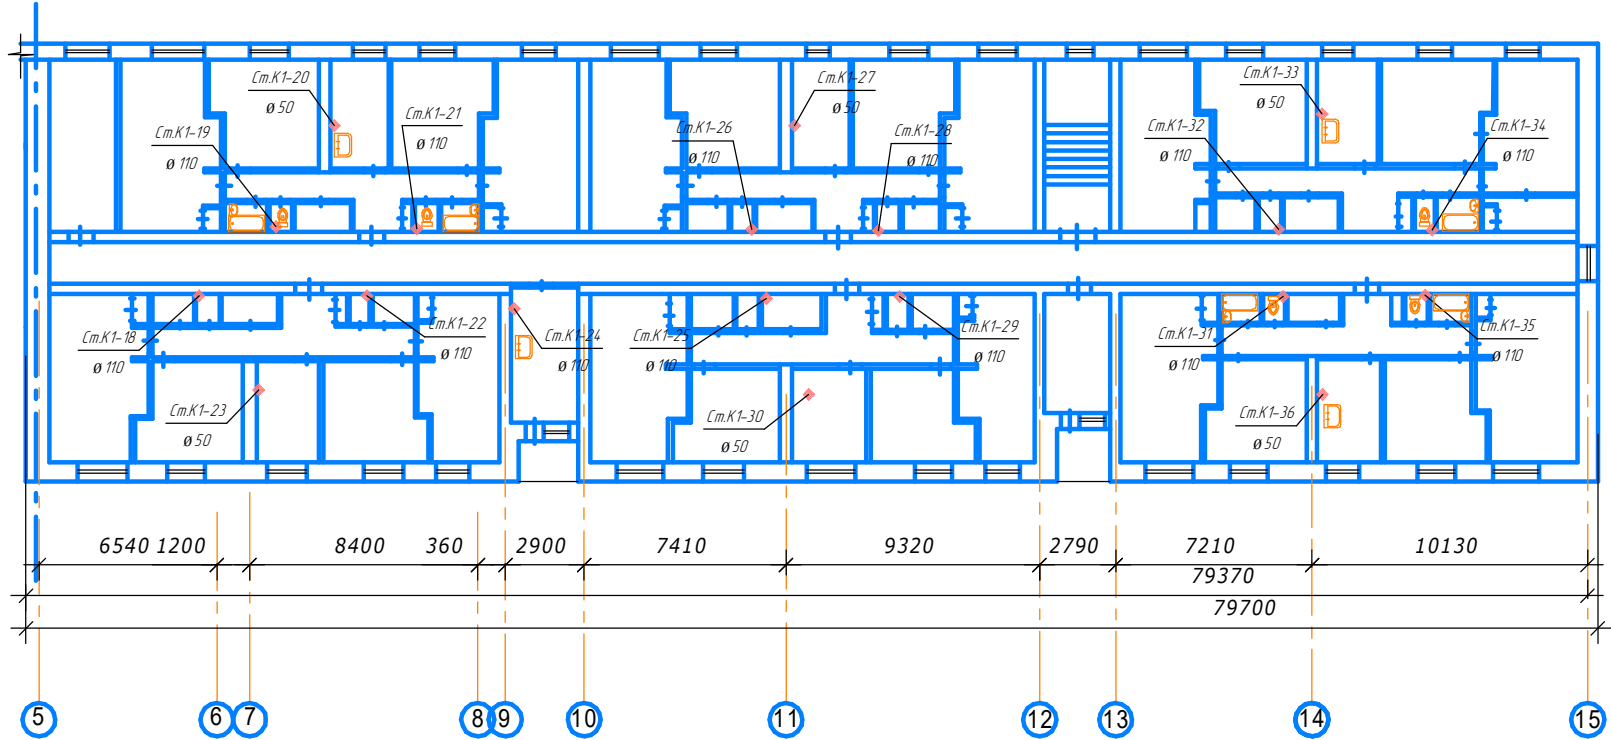 Ст.К1-20
ø 50
Ст.К1-21
ø 110
Ст.К1-19
ø 110
Ст.К1-27
ø 50
Ст.К1-26
ø 110
Ст.К1-28
ø 110
Ст.К1-33
ø 50
Ст.К1-32
ø 110
Ст.К1-34
ø 110
Ст.К1-18
ø 110
Ст.К1-22
ø 110
Ст.К1-24
ø 110
Ст.К1-25
ø 110
Ст.К1-29
ø 110
Ст.К1-31
ø 110
Ст.К1-35
ø 110
Ст.К1-23
ø 50
Ст.К1-30
ø 50
Ст.К1-36
ø 50
6540 1200 8400 360 2900 7410 9320 2790 7210 10130
79370
79700
5 6 7 8 9 10 11 12 13 14 15